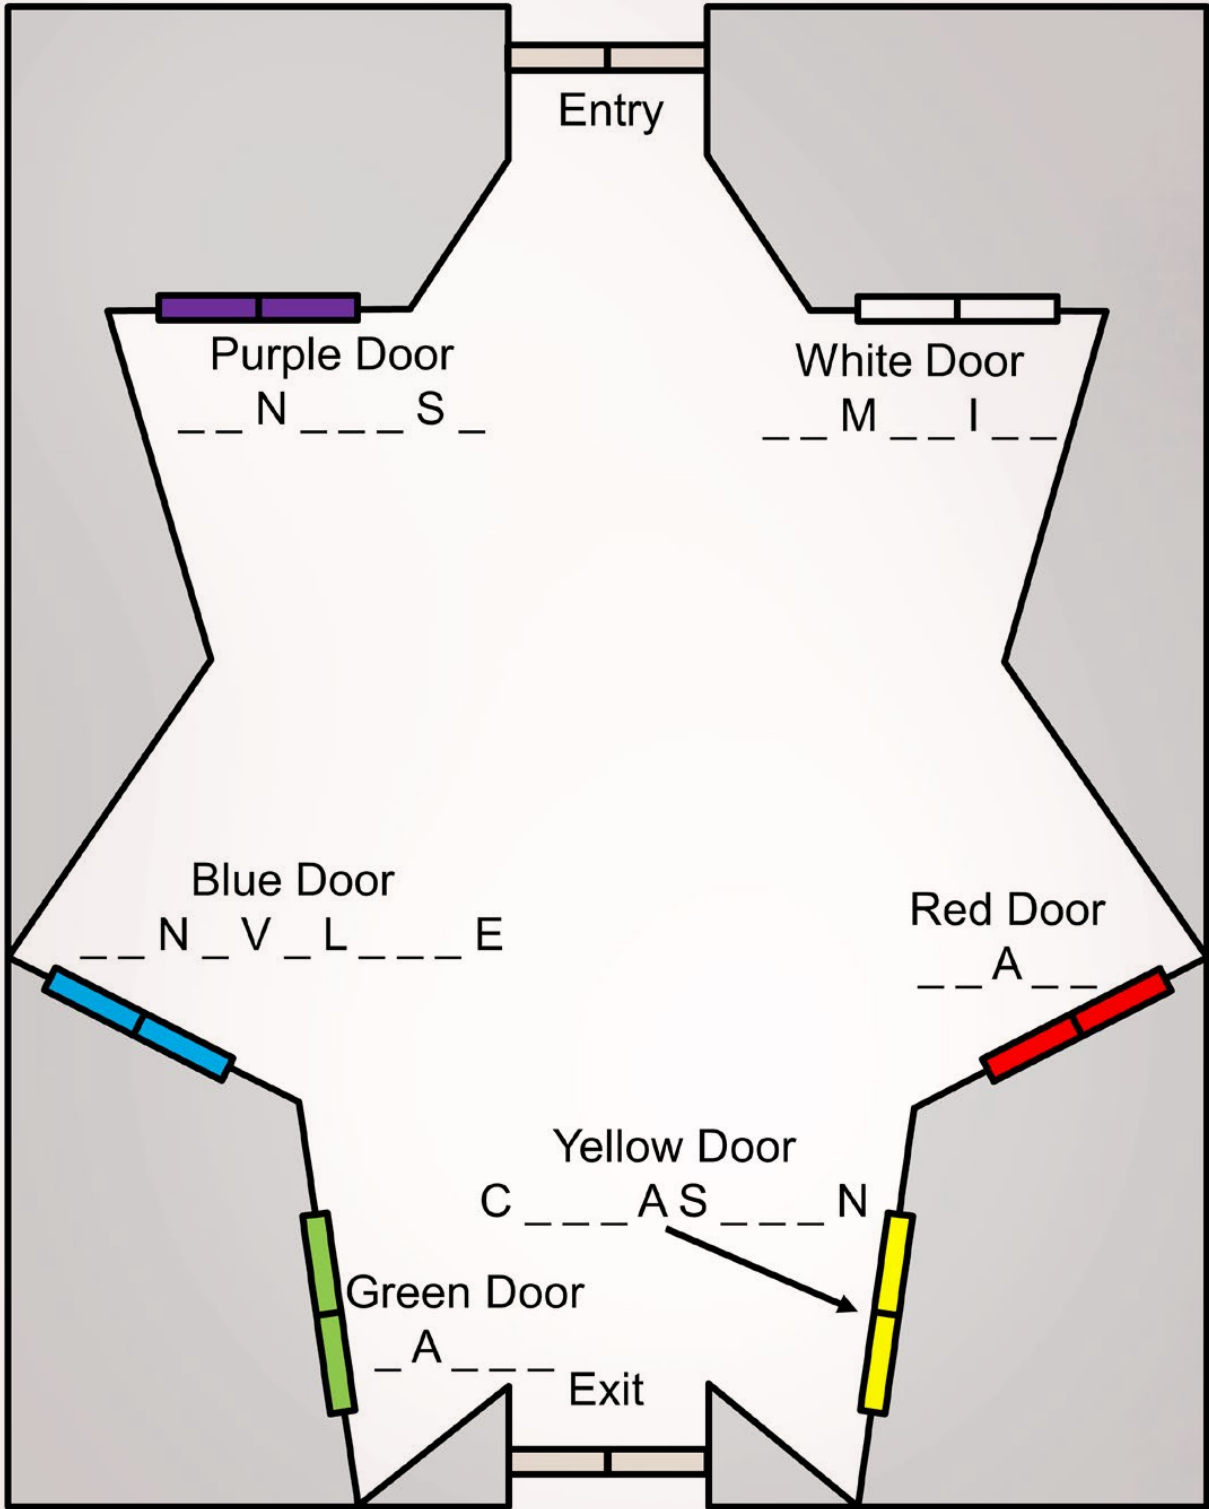 Entry
Purple Door
_ _ N _ _ _ S _
White Door
_ _ M _ _ I _ _
Blue Door
_ _ N _ V _ L _ _ _ E
Red Door
_ _ A _ _
Yellow Door
C _ _ _ A S _ _ _ N
Green Door
_ A _ _ _
Exit